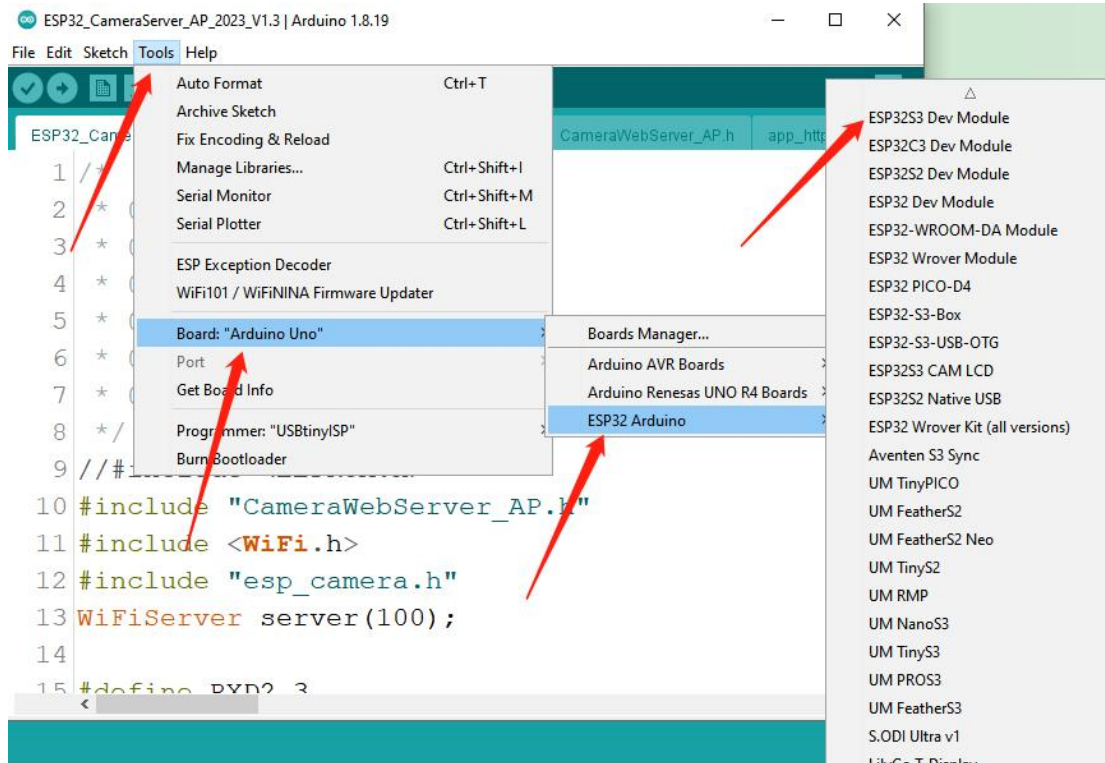 ESP32_CameraServer_AP_2023_V1.3 | Arduino 1.8.19
File Edit Sketch Tools Help
Auto Format Ctrl+T
Archive Sketch
Fix Encoding & Reload
Manage Libraries... Ctrl+Shift+I
Serial Monitor Ctrl+Shift+M
Serial Plotter Ctrl+Shift+L
ESP Exception Decoder
WiFi101 / WiFiNINA Firmware Updater
Board: "Arduino Uno"
Port
Get Board Info
Programmer: "USBtinyISP"
Burn Bootloader
Boards Manager...
Arduino AVR Boards
Arduino Renesas UNO R4 Boards
ESP32 Arduino
△
ESP32S3 Dev Module
ESP32C3 Dev Module
ESP32S2 Dev Module
ESP32 Dev Module
ESP32-WROOM-DA Module
ESP32 Wrover Module
ESP32 PICO-D4
ESP32-S3-Box
ESP32-S3-USB-OTG
ESP32S3 CAM LCD
ESP32S2 Native USB
ESP32 Wrover Kit (all versions)
Aventen S3 Sync
UM TinyPICO
UM FeatherS2
UM FeatherS2 Neo
UM TinyS2
UM RMP
UM NanoS3
UM TinyS3
UM PROS3
UM FeatherS3
S.ODI Ultra v1
ESP32_Came CameraWebServer_AP.h app_http
1 /*
2 *
3 *
4 *
5 *
6 *
7 *
8 */
9 //#include
10 #include "CameraWebServer_AP.h"
11 #include <WiFi.h>
12 #include "esp_camera.h"
13 WiFiServer server(100);
14
15 #define RXD2 3